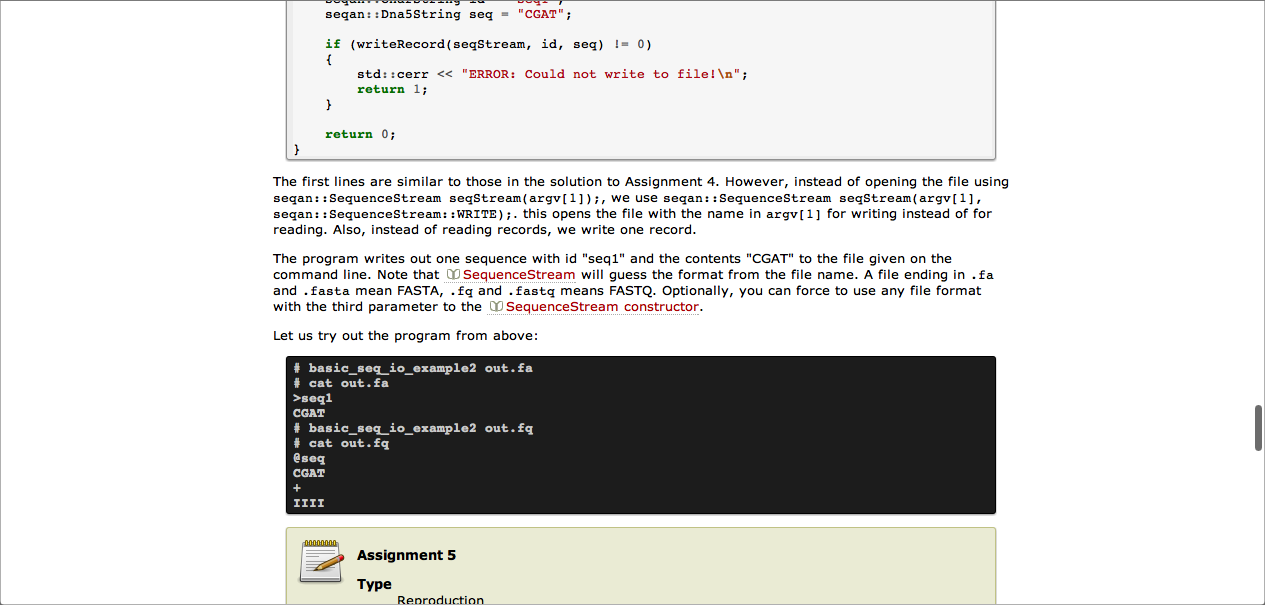 seqan::CharString id = "seq1";
seqan::Dna5String seq = "CGAT";
if (writeRecord(seqStream, id, seq) != 0)
{
std::cerr << "ERROR: Could not write to file!\n";
return 1;
}
return 0;
}
The first lines are similar to those in the solution to Assignment 4. However, instead of opening the file using
seqan::SequenceStream seqStream(argv[1]);, we use seqan::SequenceStream seqStream(argv[1],
seqan::SequenceStream::WRITE);. this opens the file with the name in argv[1] for writing instead of for
reading. Also, instead of reading records, we write one record.
The program writes out one sequence with id "seq1" and the contents "CGAT" to the file given on the
command line. Note that SequenceStream will guess the format from the file name. A file ending in .fa
and .fasta mean FASTA, .fq and .fastq means FASTQ. Optionally, you can force to use any file format
with the third parameter to the SequenceStream constructor.
Let us try out the program from above:
# basic_seq_io_example2 out.fa
# cat out.fa
>seq1
CGAT
# basic_seq_io_example2 out.fq
# cat out.fq
@seq
CGAT
+
IIII
Assignment 5
Type
Reproduction